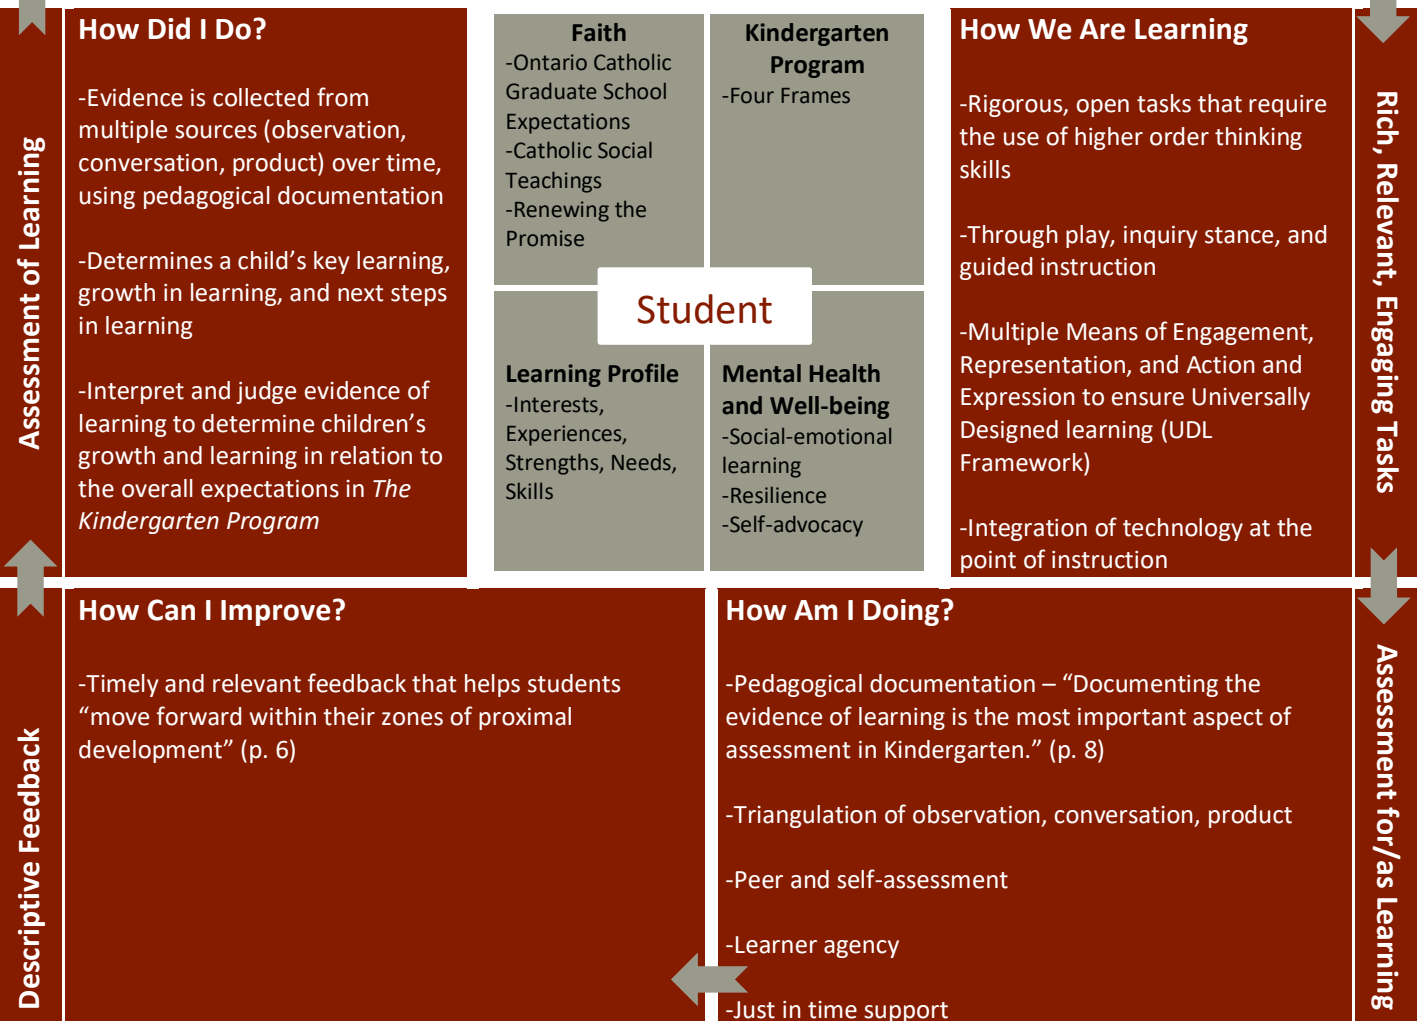 Assessment of Learning
How Did I Do?
-Evidence is collected from
multiple sources (observation,
conversation, product) over time,
using pedagogical documentation
-Determines a child’s key learning,
growth in learning, and next steps
in learning
-Interpret and judge evidence of
learning to determine children’s
growth and learning in relation to
the overall expectations in The
Kindergarten Program
Faith
-Ontario Catholic
Graduate School
Expectations
-Catholic Social
Teachings
-Renewing the
Promise
Kindergarten
Program
-Four Frames
Student
Learning Profile
-Interests,
Experiences,
Strengths, Needs,
Skills
Mental Health
and Well-being
-Social-emotional
learning
-Resilience
-Self-advocacy
How We Are Learning
-Rigorous, open tasks that require
the use of higher order thinking
skills
-Through play, inquiry stance, and
guided instruction
-Multiple Means of Engagement,
Representation, and Action and
Expression to ensure Universally
Designed learning (UDL
Framework)
-Integration of technology at the
point of instruction
Rich, Relevant, Engaging Tasks
Descriptive Feedback
How Can I Improve?
-Timely and relevant feedback that helps students
“move forward within their zones of proximal
development” (p. 6)
How Am I Doing?
-Pedagogical documentation – “Documenting the
evidence of learning is the most important aspect of
assessment in Kindergarten.” (p. 8)
-Triangulation of observation, conversation, product
-Peer and self-assessment
-Learner agency
-Just in time support
Assessment for/as Learning